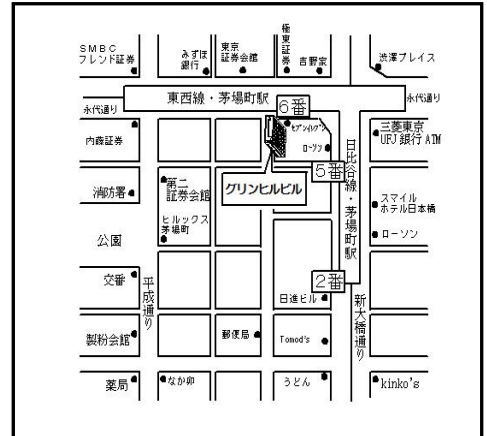 SMBC
フレンド証券
みずほ
銀行
東京
証券会館
極東証券
吉野家
渋澤プレイス
永代通り
東西線・茅場町駅
永代通り
6番
内藤証券
セブンイレブン
ローソン
三菱東京
UFJ銀行ATM
日比谷線・茅場町駅
5番
消防署
第二
証券会館
グリンヒルビル
スマイル
ホテル日本橋
ヒルックス
茅場町
ローソン
公園
交番
平成通り
2番
日進ビル
新大橋通り
製粉会館
郵便局
Tomod's
薬局
なか卯
うどん
kinko's